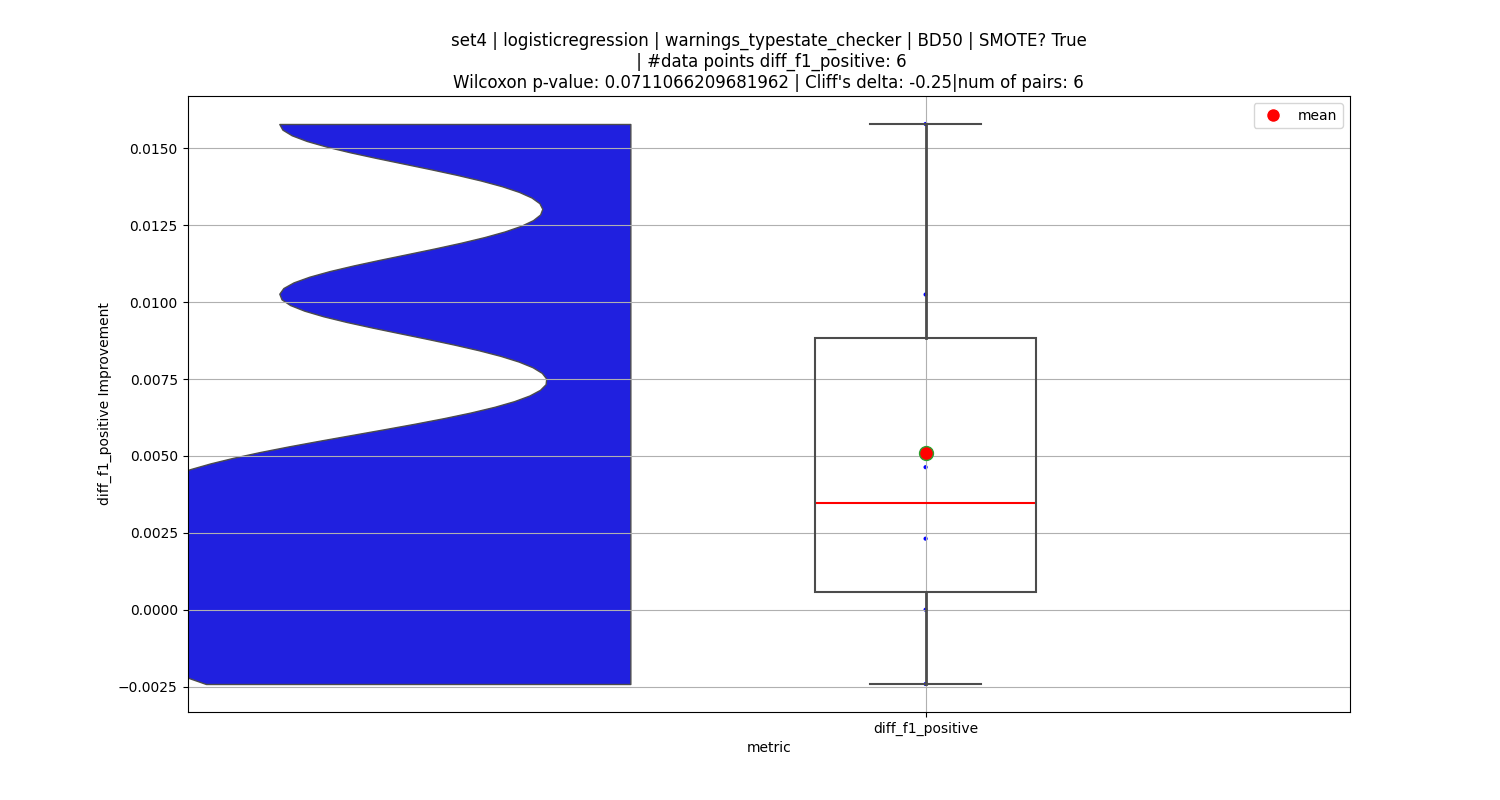 set4 | logisticregression | warnings_typestate_checker | BD50 | SMOTE? True
| #data points diff_f1_positive: 6
Wilcoxon p-value: 0.0711066209681962 | Cliff's delta: -0.25|num of pairs: 6
mean
0.0150
0.0125
0.0100
0.0075
0.0050
0.0025
0.0000
−0.0025
diff_f1_positive Improvement
diff_f1_positive
metric